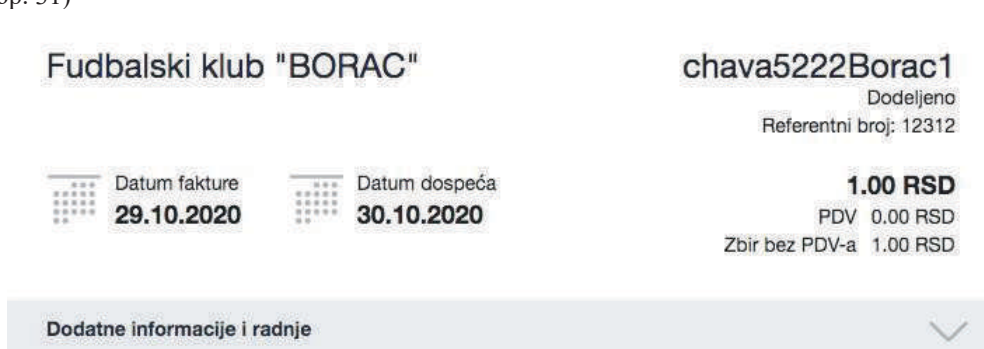 Fudbalski klub "BORAC"
chava5222Borac1
Dodeljeno
Referentni broj: 12312
Datum fakture
29.10.2020
Datum dospeća
30.10.2020
1.00 RSD
PDV 0.00 RSD
Zbir bez PDV-a 1.00 RSD
Dodatne informacije i radnje